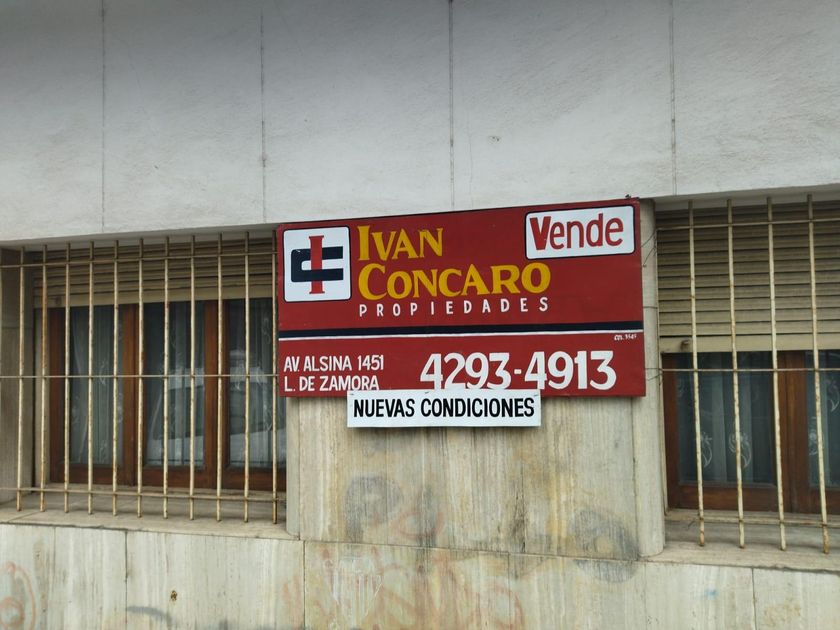 IVAN
CONCARO
PROPIEDADES
Vende
AV. ALSINA 1451
L. DE ZAMORA
4293-4913
NUEVAS CONDICIONES